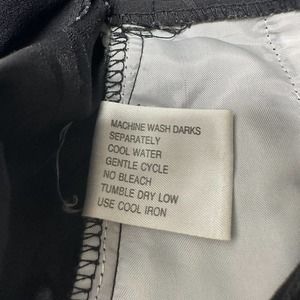 MACHINE WASH DARKS
SEPARATELY
COOL WATER
GENTLE CYCLE
NO BLEACH
TUMBLE DRY LOW
USE COOL IRON